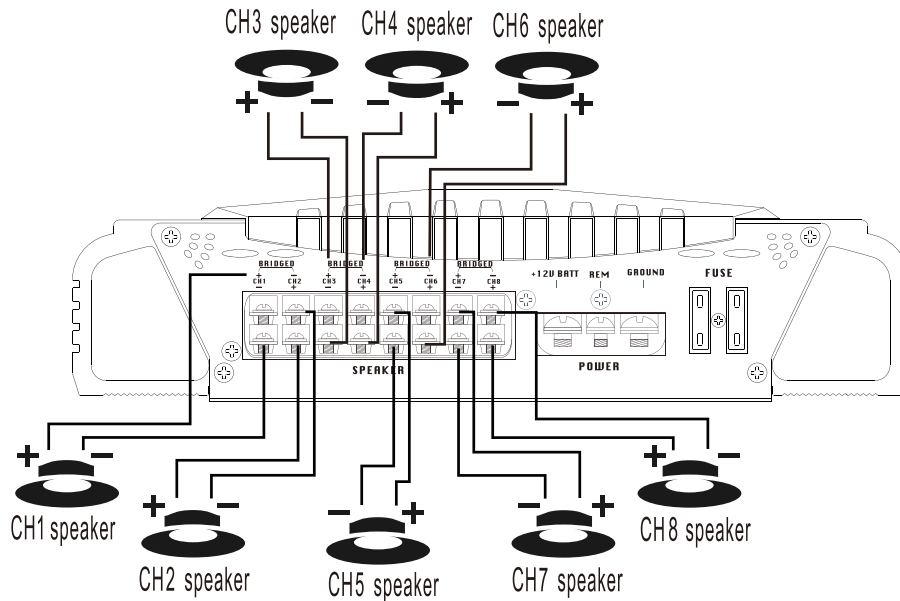 CH3 speaker CH4 speaker CH6 speaker
+ − − + − +
BRIDGED BRIDGED BRIDGED BRIDGED
+ − + − + − + −
CH1 CH2 CH3 CH4 CH5 CH6 CH7 CH8
− + − + − + − +
+12V BATT REM GROUND FUSE
SPEAKER
POWER
+ − + −
CH1 speaker
+ − − + − +
CH8 speaker
CH2 speaker CH5 speaker CH7 speaker